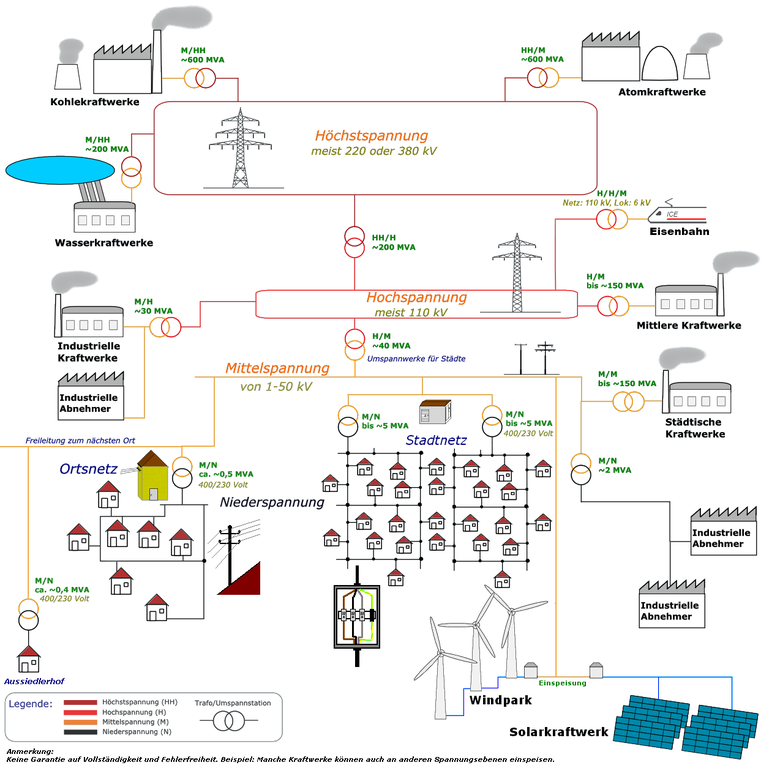 M/HH
~600 MVA
HH/M
~600 MVA
Kohlekraftwerke
Atomkraftwerke
Höchstspannung
meist 220 oder 380 kV
M/HH
~200 MVA
Wasserkraftwerke
H/H/M
Netz: 110 kV, Lok: 6 kV
ICE
Eisenbahn
HH/H
~200 MVA
H/M
bis ~150 MVA
Hochspannung
meist 110 kV
Mittlere Kraftwerke
M/H
~30 MVA
Industrielle
Kraftwerke
H/M
~40 MVA
Umspannwerke für Städte
Industrielle
Abnehmer
Mittelspannung
von 1-50 kV
M/M
bis ~150 MVA
Städtische
Kraftwerke
M/N
bis ~5 MVA
M/N
bis ~5 MVA
400/230 Volt
Stadtnetz
Freileitung zum nächsten Ort
Ortsnetz
M/N
ca. ~0,5 MVA
400/230 Volt
M/N
~2 MVA
Niederspannung
Industrielle
Abnehmer
M/N
ca. ~0,4 MVA
400/230 Volt
Industrielle
Abnehmer
Aussiedlerhof
Einspeisung
Windpark
Solarkraftwerk
Legende:
Höchstspannung (HH)
Hochspannung (H)
Mittelspannung (M)
Niederspannung (N)
Trafo/Umspannstation
Anmerkung:
Keine Garantie auf Vollständigkeit und Fehlerfreiheit. Beispiel: Manche Kraftwerke können auch an anderen Spannungsebenen einspeisen.